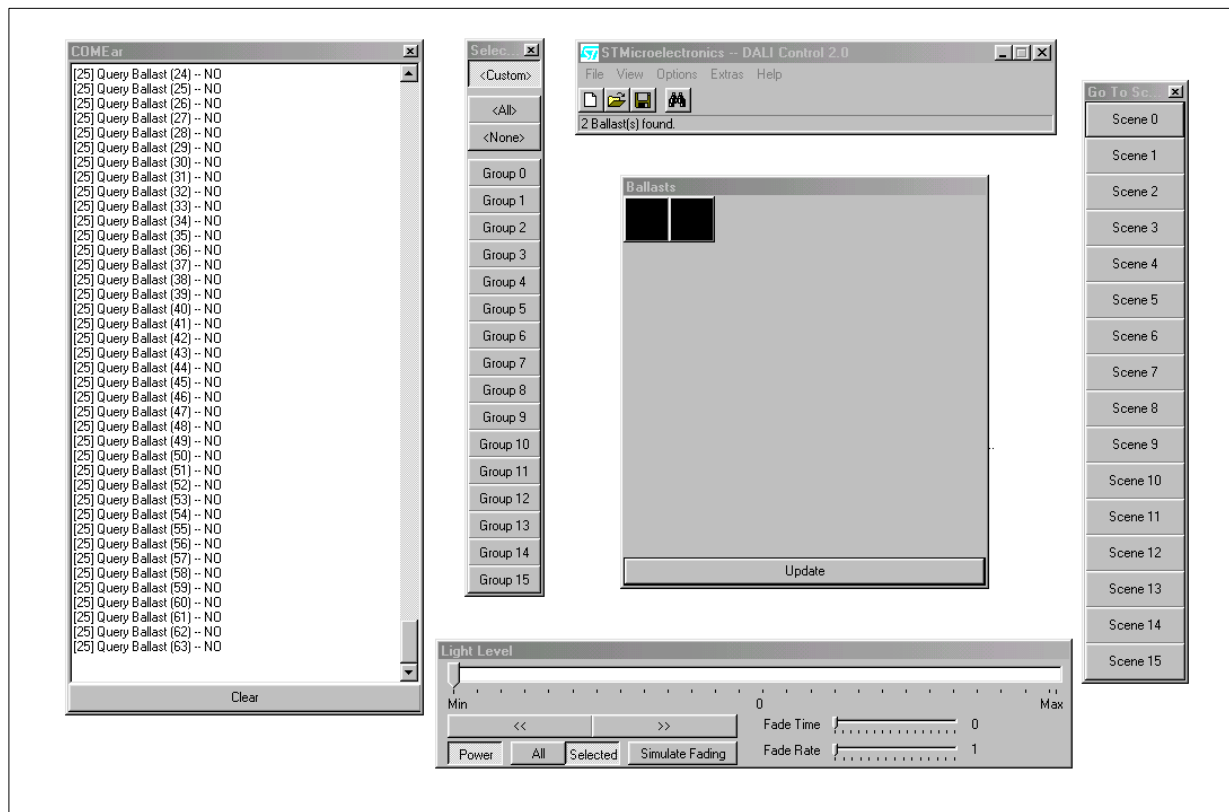 COMEar
[25] Query Ballast (24) -- NO
[25] Query Ballast (25) -- NO
[25] Query Ballast (26) -- NO
[25] Query Ballast (27) -- NO
[25] Query Ballast (28) -- NO
[25] Query Ballast (29) -- NO
[25] Query Ballast (30) -- NO
[25] Query Ballast (31) -- NO
[25] Query Ballast (32) -- NO
[25] Query Ballast (33) -- NO
[25] Query Ballast (34) -- NO
[25] Query Ballast (35) -- NO
[25] Query Ballast (36) -- NO
[25] Query Ballast (37) -- NO
[25] Query Ballast (38) -- NO
[25] Query Ballast (39) -- NO
[25] Query Ballast (40) -- NO
[25] Query Ballast (41) -- NO
[25] Query Ballast (42) -- NO
[25] Query Ballast (43) -- NO
[25] Query Ballast (44) -- NO
[25] Query Ballast (45) -- NO
[25] Query Ballast (46) -- NO
[25] Query Ballast (47) -- NO
[25] Query Ballast (48) -- NO
[25] Query Ballast (49) -- NO
[25] Query Ballast (50) -- NO
[25] Query Ballast (51) -- NO
[25] Query Ballast (52) -- NO
[25] Query Ballast (53) -- NO
[25] Query Ballast (54) -- NO
[25] Query Ballast (55) -- NO
[25] Query Ballast (56) -- NO
[25] Query Ballast (57) -- NO
[25] Query Ballast (58) -- NO
[25] Query Ballast (59) -- NO
[25] Query Ballast (60) -- NO
[25] Query Ballast (61) -- NO
[25] Query Ballast (62) -- NO
[25] Query Ballast (63) -- NO
Clear
Selec...
<Custom>
<All>
<None>
Group 0
Group 1
Group 2
Group 3
Group 4
Group 5
Group 6
Group 7
Group 8
Group 9
Group 10
Group 11
Group 12
Group 13
Group 14
Group 15
STMicroelectronics -- DALI Control 2.0
File View Options Extras Help
2 Ballast(s) found.
Ballasts
Update
Go To Sc...
Scene 0
Scene 1
Scene 2
Scene 3
Scene 4
Scene 5
Scene 6
Scene 7
Scene 8
Scene 9
Scene 10
Scene 11
Scene 12
Scene 13
Scene 14
Scene 15
Light Level
Min 0 Max
<< >> Fade Time 0
Power All Selected Simulate Fading Fade Rate 1